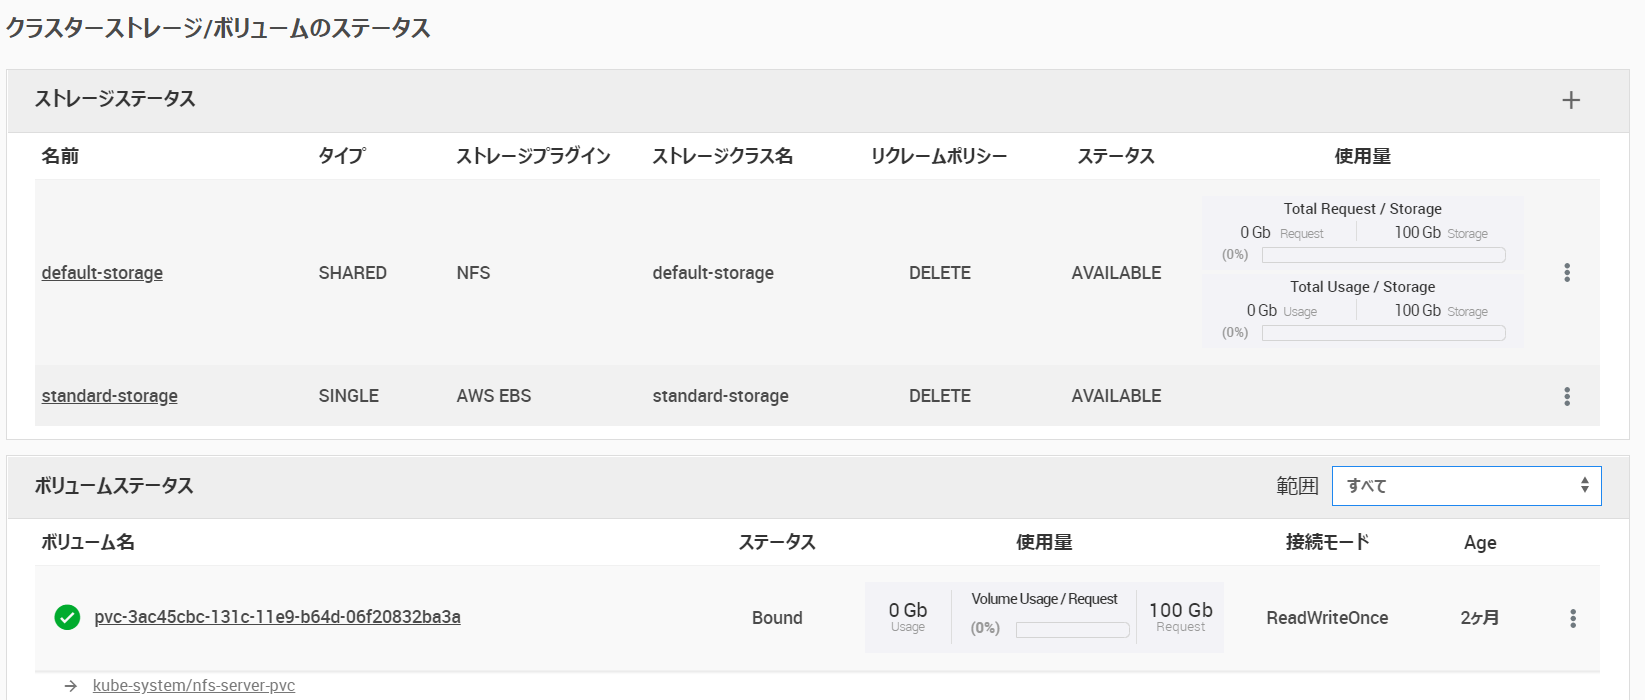 クラスターストレージ/ボリュームのステータス
ストレージステータス
名前 タイプ ストレージプラグイン ストレージクラス名 リクレームポリシー ステータス 使用量
default-storage SHARED NFS default-storage DELETE AVAILABLE
Total Request / Storage
0 Gb Request 100 Gb Storage
(0%)
Total Usage / Storage
0 Gb Usage 100 Gb Storage
(0%)
standard-storage SINGLE AWS EBS standard-storage DELETE AVAILABLE
ボリュームステータス 範囲 すべて
ボリューム名 ステータス 使用量 接続モード Age
pvc-3ac45cbc-131c-11e9-b64d-06f20832ba3a Bound
0 Gb Usage
Volume Usage / Request
(0%)
100 Gb Request
ReadWriteOnce 2ヶ月
kube-system/nfs-server-pvc